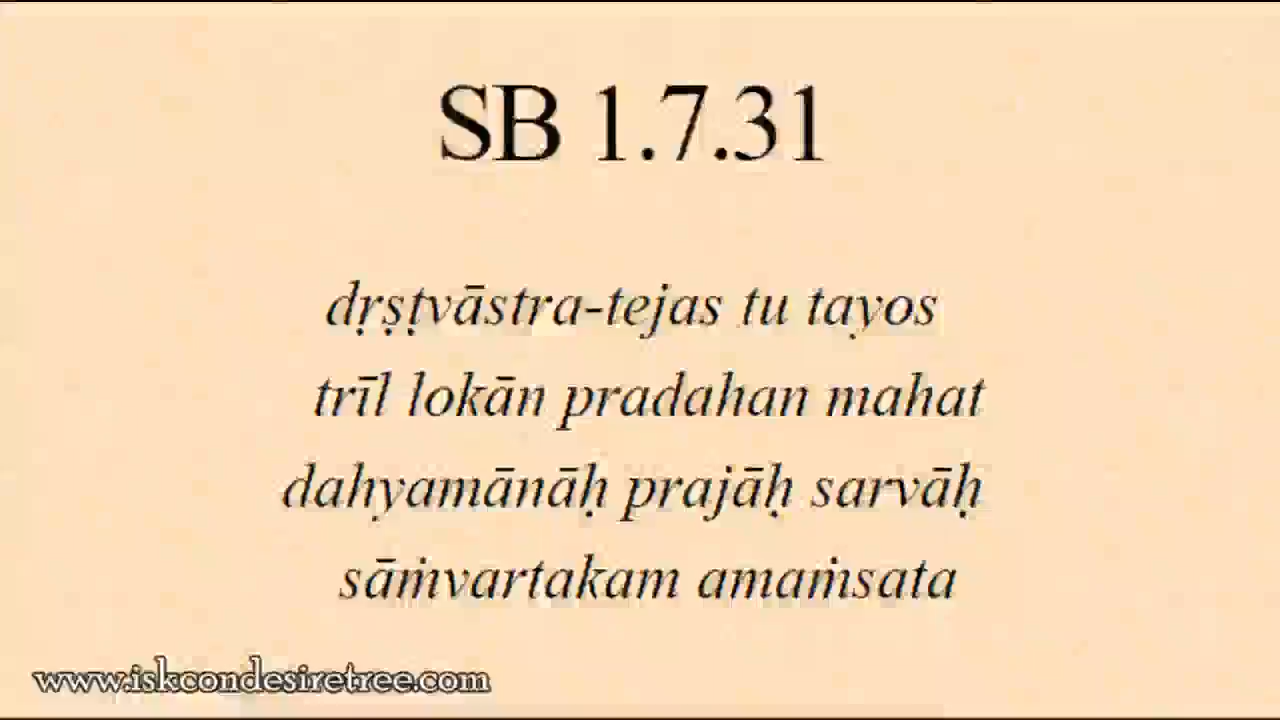 SB 1.7.31
dṛṣṭvāstra-tejas tu tayos
trīl lokān pradahan mahat
dahyamānāḥ prajāḥ sarvāḥ
sāṁvartakam amaṁsata
www.iskcondesiretree.com